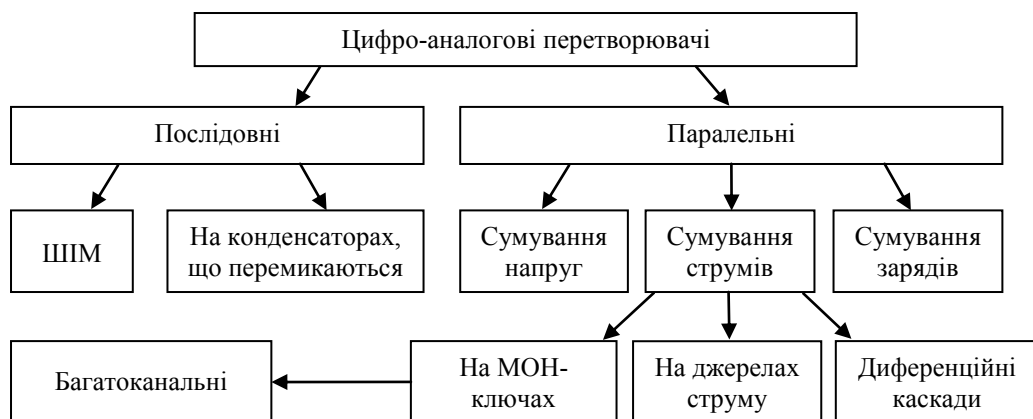 Цифро-аналогові перетворювачі
Послідовні
Паралельні
ШІМ
На конденсаторах,
що перемикаються
Сумування
напруг
Сумування
струмів
Сумування
зарядів
Багатоканальні
На МОН-
ключах
На джерелах
струму
Диференційні
каскади